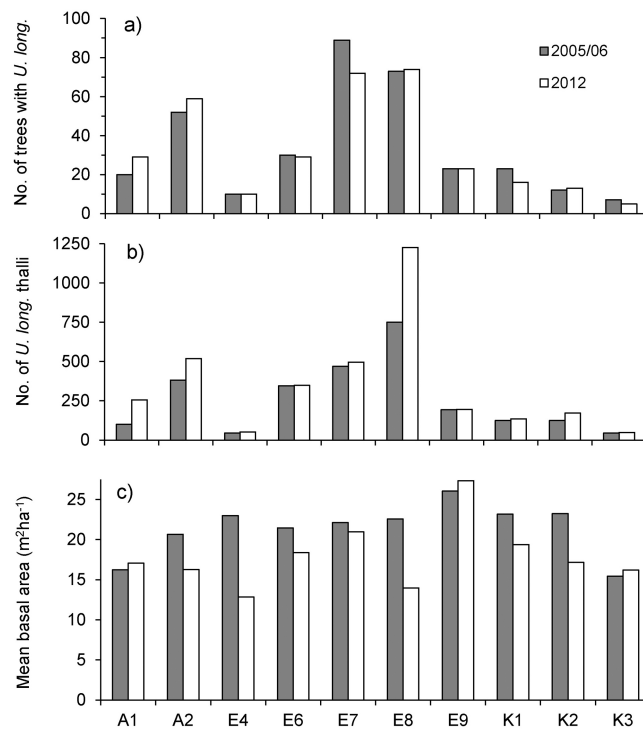 a)
2005/06
2012
No. of trees with U. long.
100
80
60
40
20
0
b)
No. of U. long. thalli
1250
1000
750
500
250
0
c)
Mean basal area (m²ha⁻¹)
25
20
15
10
5
0
A1 A2 E4 E6 E7 E8 E9 K1 K2 K3